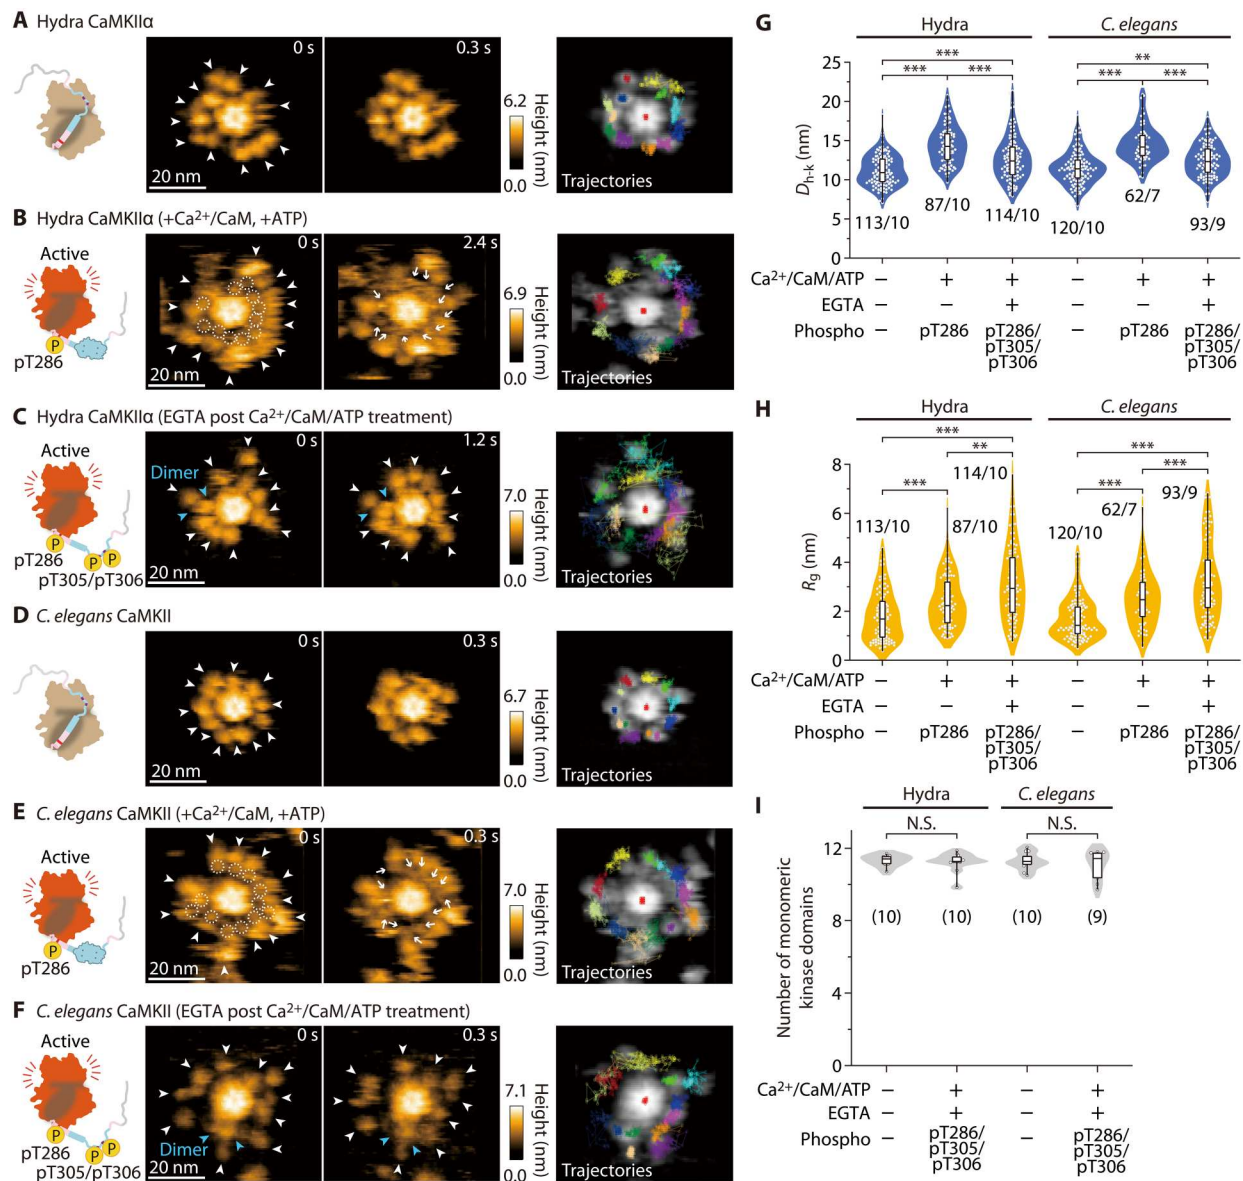 A Hydra CaMKIIα
0 s
0.3 s
6.2
0.0
Height (nm)
20 nm
Trajectories
B Hydra CaMKIIα (+Ca²⁺/CaM, +ATP)
Active
P
pT286
0 s
2.4 s
6.9
0.0
Height (nm)
20 nm
Trajectories
C Hydra CaMKIIα (EGTA post Ca²⁺/CaM/ATP treatment)
Active
P
P
P
pT286
pT305/pT306
0 s
Dimer
1.2 s
7.0
0.0
Height (nm)
20 nm
Trajectories
D C. elegans CaMKII
0 s
0.3 s
6.7
0.0
Height (nm)
20 nm
Trajectories
E C. elegans CaMKII (+Ca²⁺/CaM, +ATP)
Active
P
pT286
0 s
0.3 s
7.0
0.0
Height (nm)
20 nm
Trajectories
F C. elegans CaMKII (EGTA post Ca²⁺/CaM/ATP treatment)
Active
P
P
P
pT286
pT305/pT306
0 s
Dimer
0.3 s
7.1
0.0
Height (nm)
20 nm
Trajectories
G
Hydra C. elegans
*** **
*** *** *** ***
25
20
15
10
5
0
Dh-k (nm)
113/10 87/10 114/10 120/10 62/7 93/9
Ca²⁺/CaM/ATP − + + − + +
EGTA + +
Phospho − pT286 pT286/ − pT286 pT286/
pT305/ pT305/
pT306 pT306
H
Hydra C. elegans
*** ***
** ***
*** ***
8
6
4
2
0
Rg (nm)
113/10 87/10 114/10 120/10 62/7 93/9
Ca²⁺/CaM/ATP − + + − + +
EGTA − − + − − +
Phospho − pT286 pT286/ − pT286 pT286/
pT305/ pT305/
pT306 pT306
I
Hydra C. elegans
N.S. N.S.
12
8
4
0
Number of monomeric
kinase domains
(10) (10) (10) (9)
Ca²⁺/CaM/ATP − + − +
EGTA − + − +
Phospho − pT286/ − pT286/
pT305/ pT305/
pT306 pT306